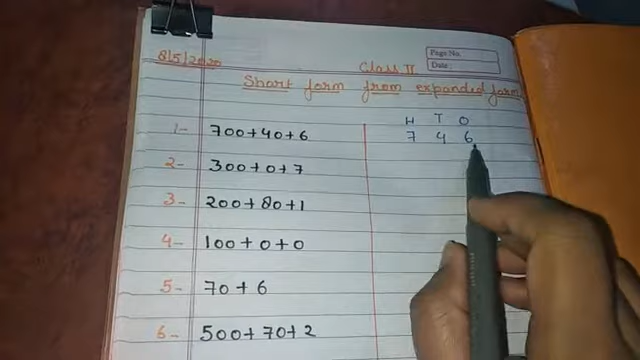 Page No.
Date :
8/5/2020 Class II
Short form from expanded form
H T O
1- 700+40+6 7 4 6
2- 300+0+7
3- 200+80+1
4- 100+0+0
5- 70+6
6- 500+70+2